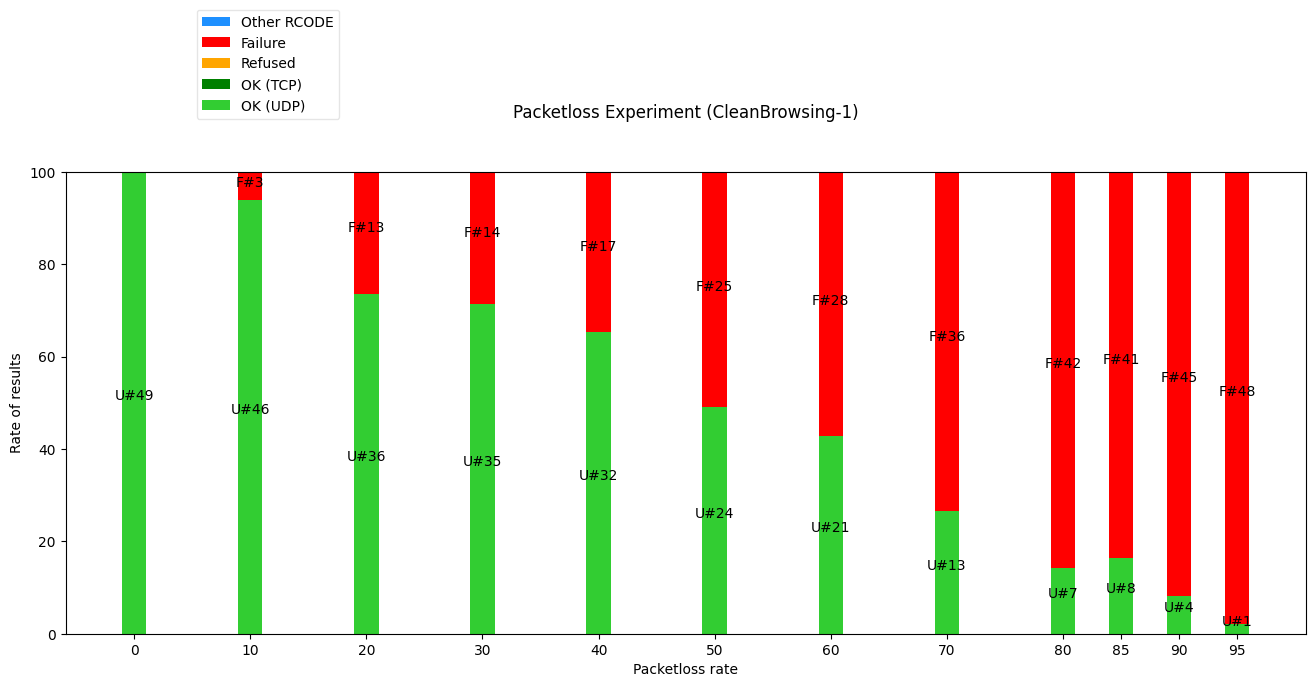 Other RCODE
Failure
Refused
OK (TCP)
OK (UDP)
Packetloss Experiment (CleanBrowsing-1)
Rate of results
100
80
60
40
20
0
U#49
F#3
U#46
F#13
U#36
F#14
U#35
F#17
U#32
F#25
U#24
F#28
U#21
F#36
U#13
F#42
U#7
F#41
U#8
F#45
U#4
F#48
U#1
0 10 20 30 40 50 60 70 80 85 90 95
Packetloss rate